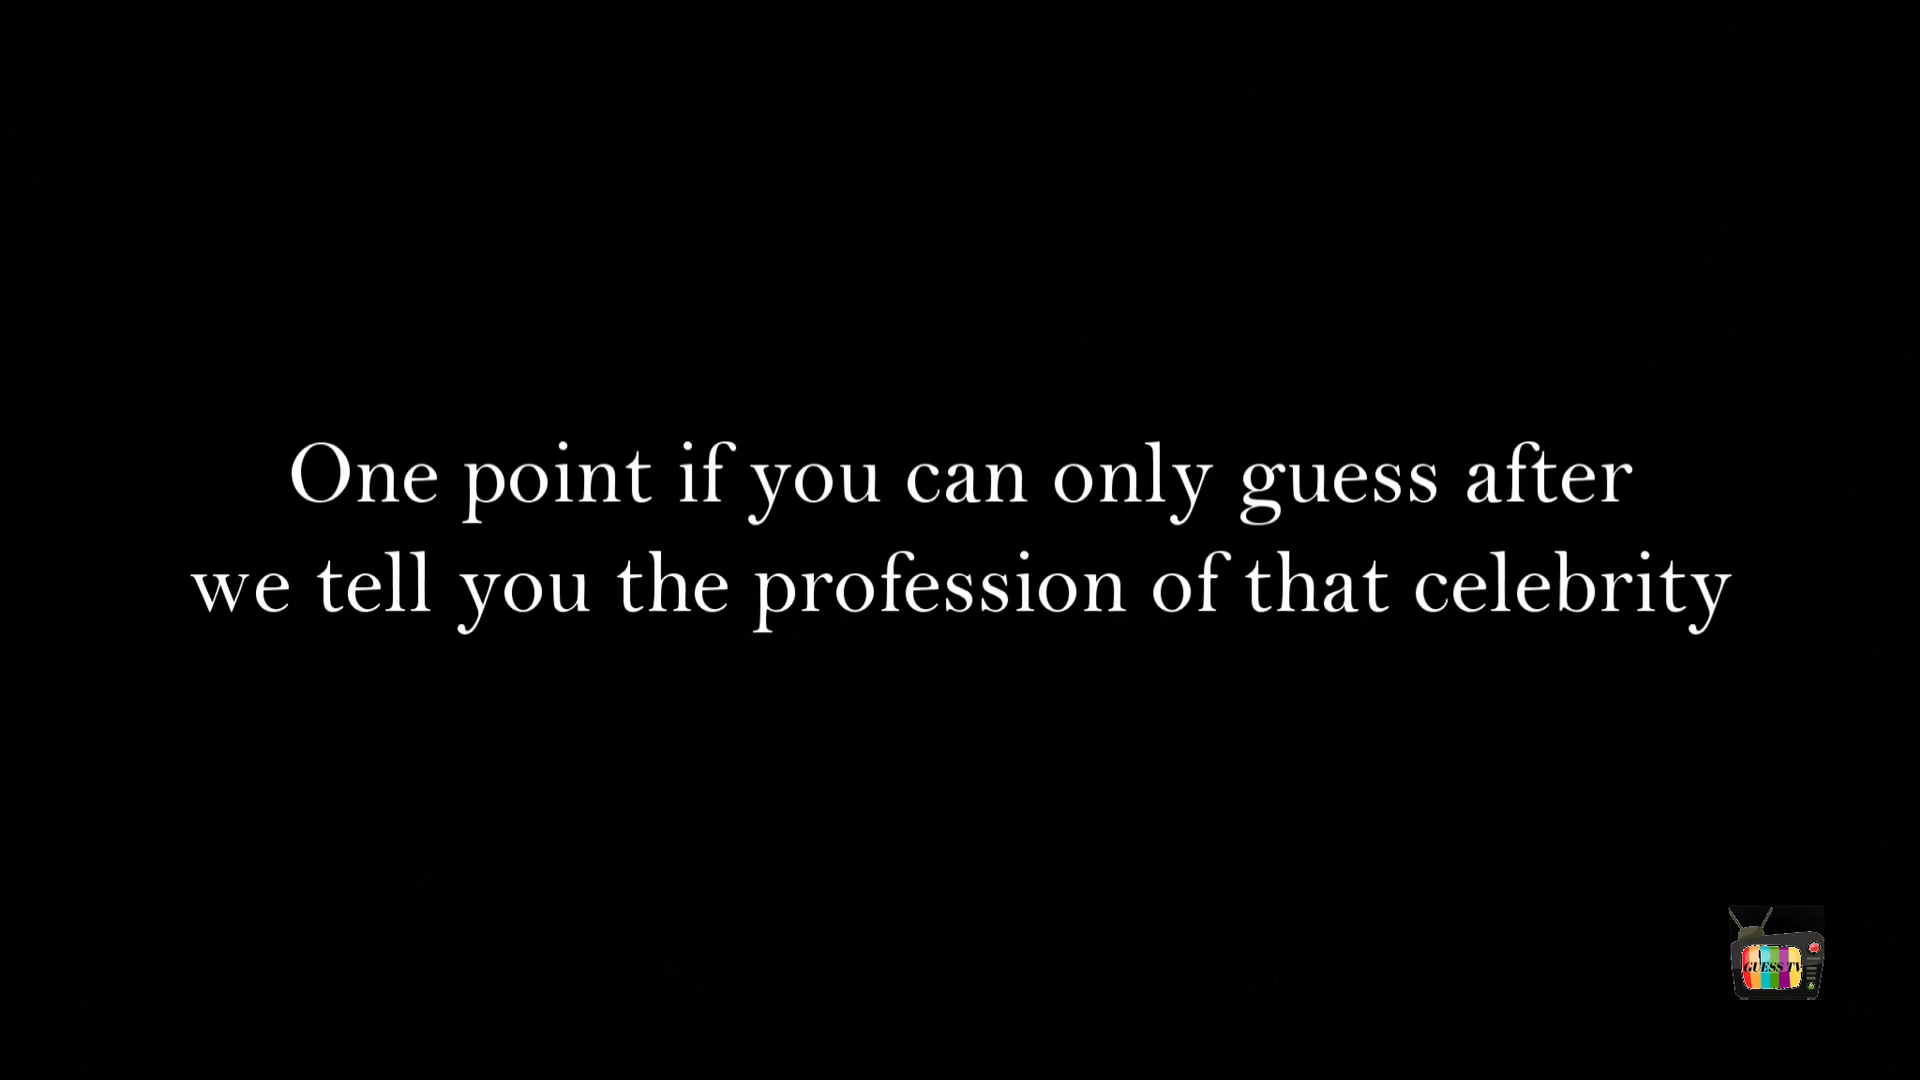 One point if you can only guess after
we tell you the profession of that celebrity
GUESS TV